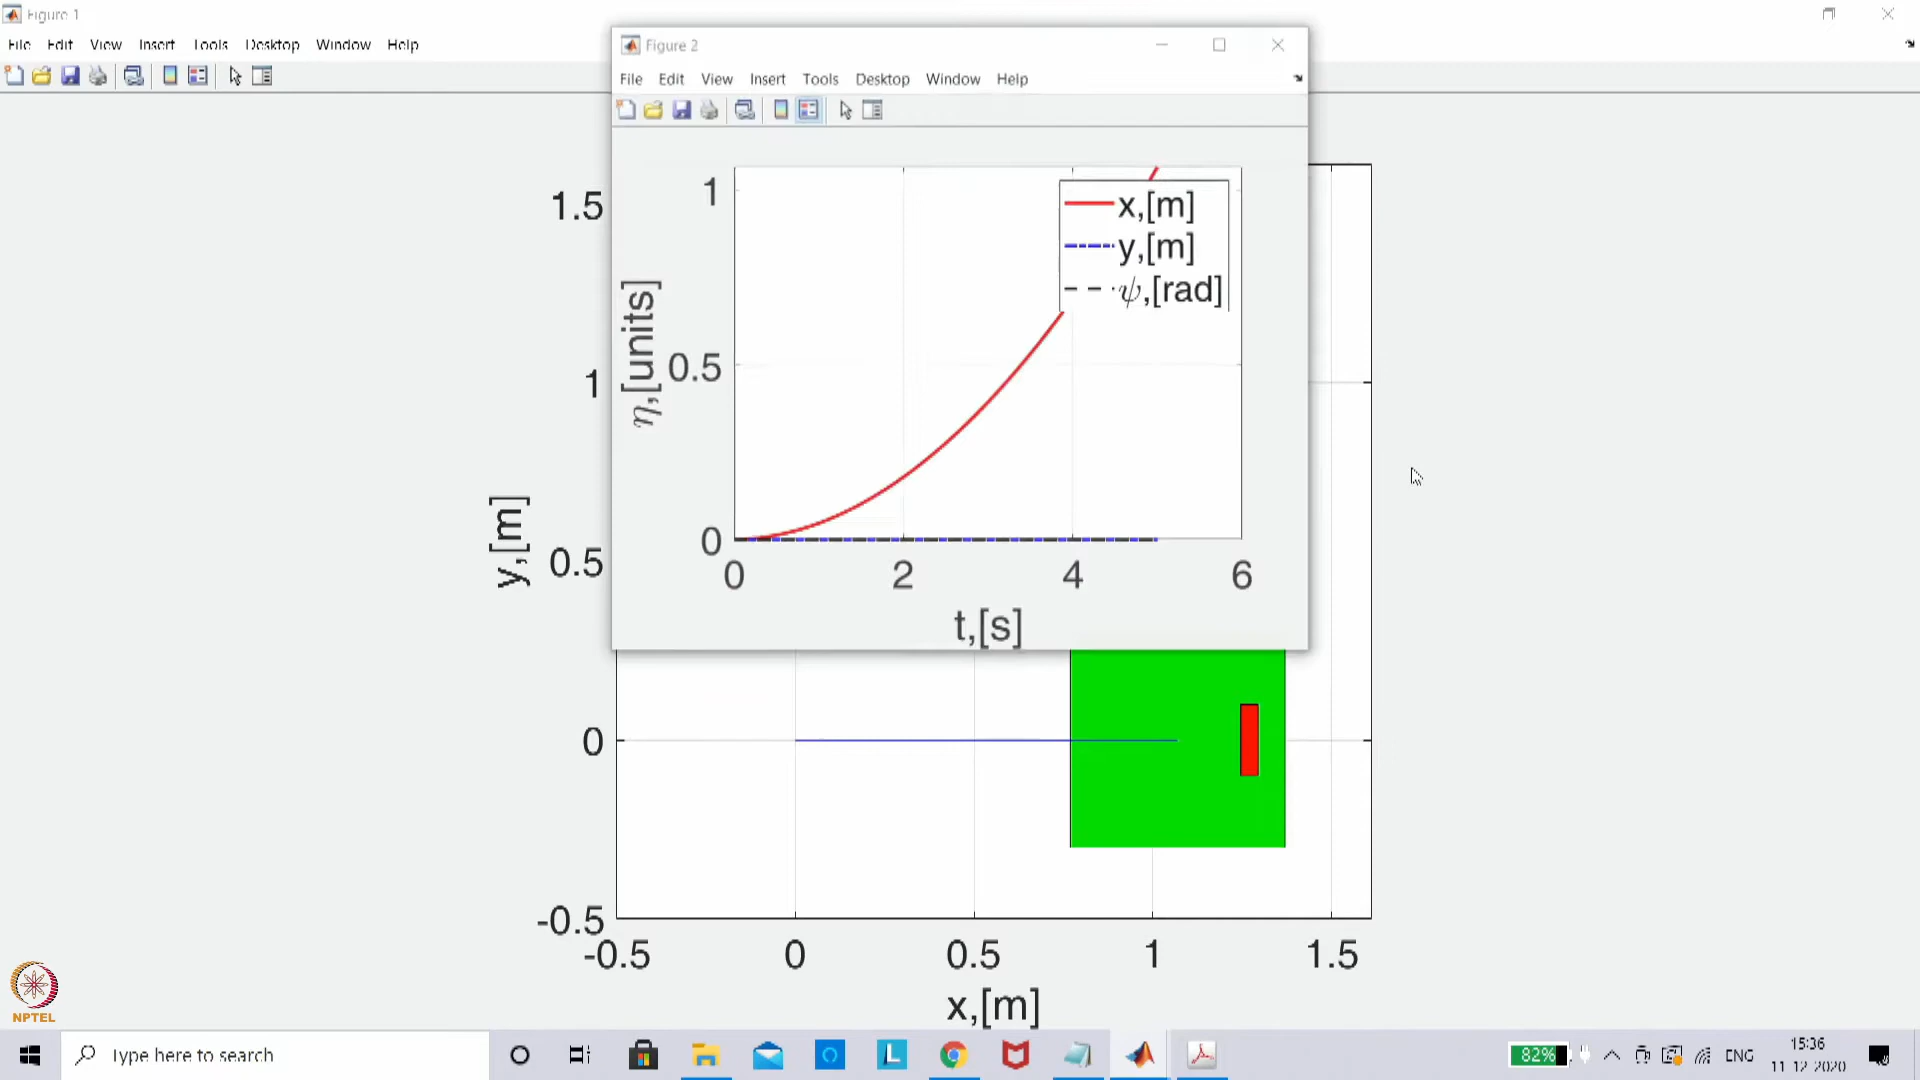 Figure 1
File Edit View Insert Tools Desktop Window Help
Figure 2
File Edit View Insert Tools Desktop Window Help
1
0.5
0
0 2 4 6
η,[units]
t,[s]
x,[m]
y,[m]
ψ,[rad]
1.5
1
0.5
0
-0.5
y,[m]
-0.5 0 0.5 1 1.5
x,[m]
NPTEL
Type here to search
L
82%
ENG
15:36
11-12-2020